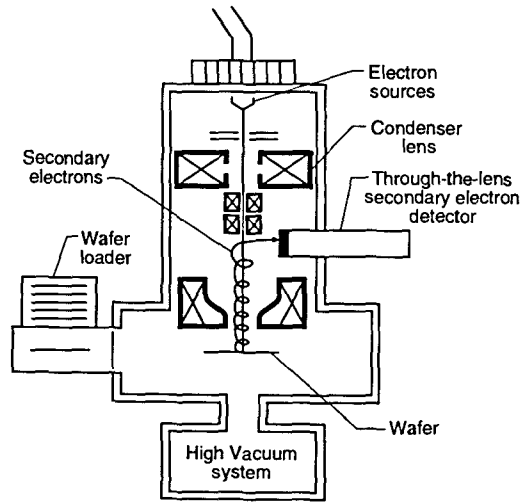 Electron
sources
Condenser
lens
Secondary
electrons
Through-the-lens
secondary electron
detector
Wafer
loader
Wafer
High Vacuum
system